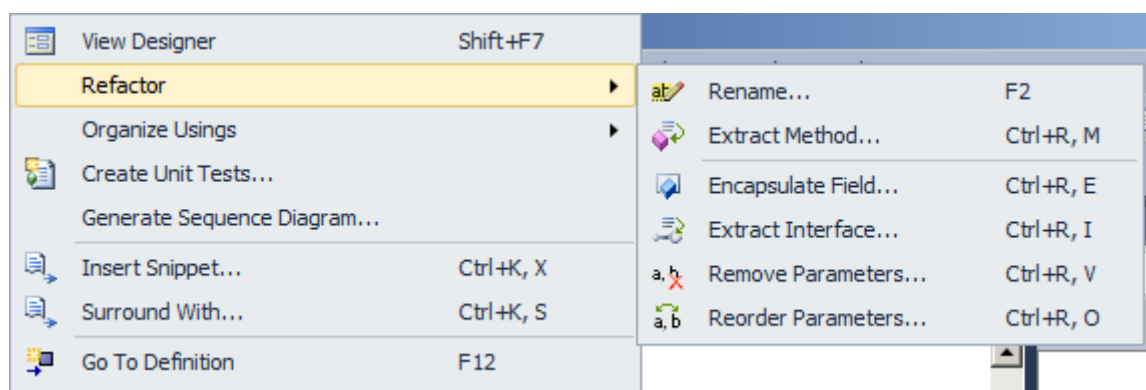 View Designer Shift+F7
Refactor
Organize Usings
Create Unit Tests...
Generate Sequence Diagram...
Insert Snippet... Ctrl+K, X
Surround With... Ctrl+K, S
Go To Definition F12
Rename... F2
Extract Method... Ctrl+R, M
Encapsulate Field... Ctrl+R, E
Extract Interface... Ctrl+R, I
Remove Parameters... Ctrl+R, V
Reorder Parameters... Ctrl+R, O